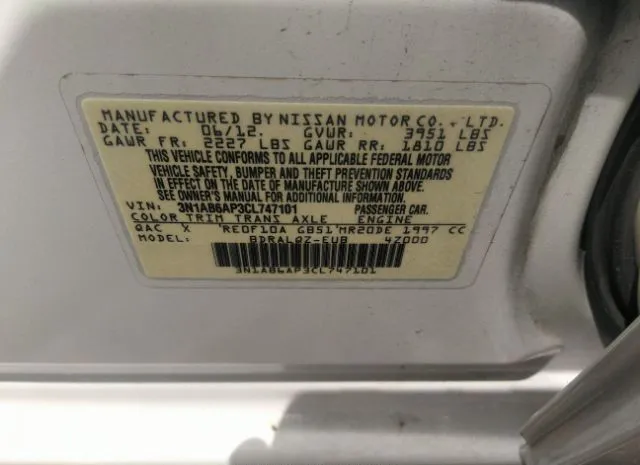 MANUFACTURED BY NISSAN MOTOR CO., LTD.
DATE: 06/12. GVWR: 3951 LBS
GAWR FR: 2227 LBS GAWR RR: 1810 LBS
THIS VEHICLE CONFORMS TO ALL APPLICABLE FEDERAL MOTOR
VEHICLE SAFETY, BUMPER AND THEFT PREVENTION STANDARDS
IN EFFECT ON THE DATE OF MANUFACTURE SHOWN ABOVE.
SEE OWNER'S MANUAL FOR ADDITIONAL INFORMATION.
VIN: 3N1AB6AP3CL747101 PASSENGER CAR.
COLOR TRIM TRANS AXLE ENGINE
QAC X 'RE0F10A GB51'MR20DE 1997 CC
BDRALQZ-EUB 4Z000
3N1AB6AP3CL747101